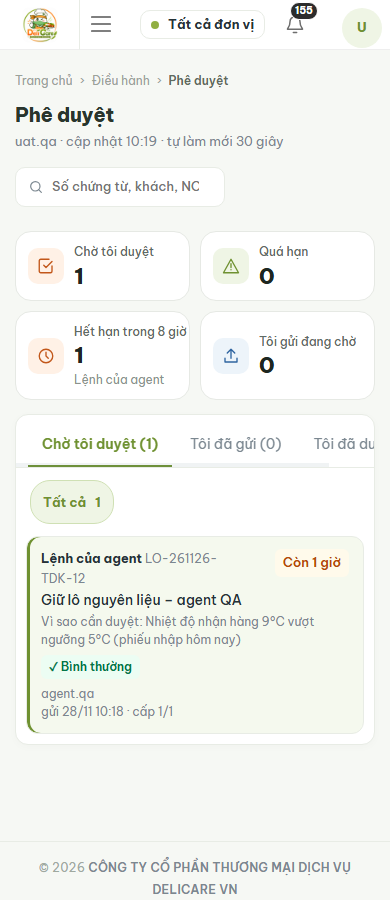 155
Tất cả đơn vị
U
Trang chủ > Điều hành > Phê duyệt
Phê duyệt
uat.qa · cập nhật 10:19 · tự làm mới 30 giây
Số chứng từ, khách, NC
Chờ tôi duyệt
1
Quá hạn
0
Hết hạn trong 8 giờ
1
Lệnh của agent
Tôi gửi đang chờ
0
Chờ tôi duyệt (1)
Tôi đã gửi (0)
Tôi đã du
Tất cả 1
Lệnh của agent LO-261126-
TDK-12
Còn 1 giờ
Giữ lô nguyên liệu – agent QA
Vì sao cần duyệt: Nhiệt độ nhận hàng 9°C vượt
ngưỡng 5°C (phiếu nhập hôm nay)
✓ Bình thường
agent.qa
gửi 28/11 10:18 · cấp 1/1
© 2026 CÔNG TY CỔ PHẦN THƯƠNG MẠI DỊCH VỤ
DELICARE VN